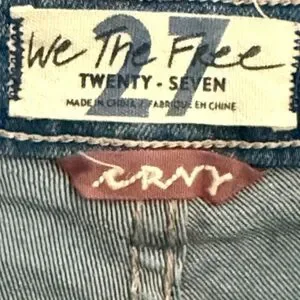 27
We The Free
TWENTY - SEVEN
MADE IN CHINA / FABRIQUÉ EN CHINE
CRNY